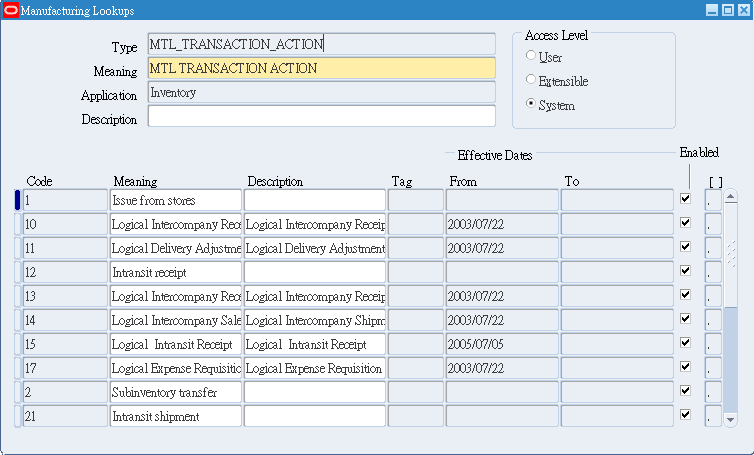 Manufacturing Lookups
Type MTL_TRANSACTION_ACTION
Meaning MTL TRANSACTION ACTION
Application Inventory
Description
Access Level
User
Extensible
System
Effective Dates Enabled
Code Meaning Description Tag From To [ ]
1 Issue from stores .
10 Logical Intercompany Rece Logical Intercompany Receip 2003/07/22 .
11 Logical Delivery Adjustme Logical Delivery Adjustment 2003/07/22 .
12 Intransit receipt .
13 Logical Intercompany Rece Logical Intercompany Receip 2003/07/22 .
14 Logical Intercompany Sale Logical Intercompany Shipm 2003/07/22 .
15 Logical Intransit Receipt Logical Intransit Receipt 2005/07/05 .
17 Logical Expense Requisitic Logical Expense Requisition 2003/07/22 .
2 Subinventory transfer .
21 Intransit shipment .